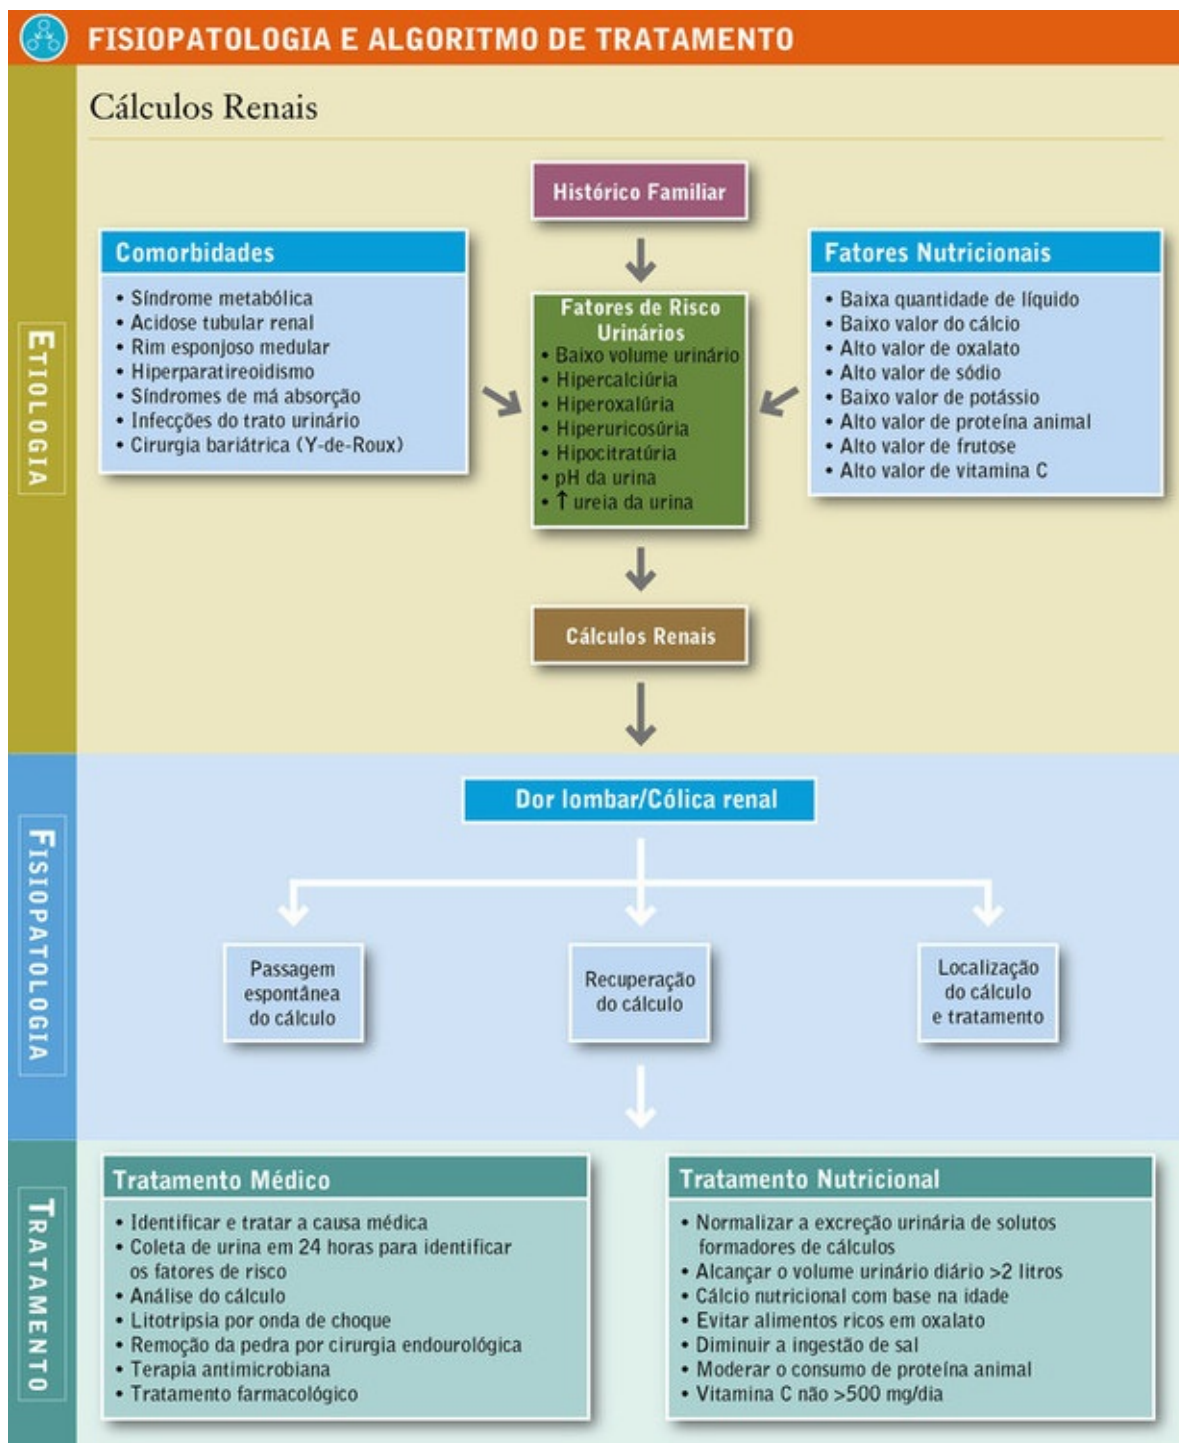 FISIOPATOLOGIA E ALGORITMO DE TRATAMENTO
Cálculos Renais
ETIOLOGIA
Histórico Familiar
Comorbidades
• Síndrome metabólica
• Acidose tubular renal
• Rim esponjoso medular
• Hiperparatireoidismo
• Síndromes de má absorção
• Infecções do trato urinário
• Cirurgia bariátrica (Y-de-Roux)
Fatores de Risco
Urinários
• Baixo volume urinário
• Hipercalciúria
• Hiperoxalúria
• Hiperuricosúria
• Hipocitratúria
• pH da urina
• ↑ ureia da urina
Fatores Nutricionais
• Baixa quantidade de líquido
• Baixo valor do cálcio
• Alto valor de oxalato
• Alto valor de sódio
• Baixo valor de potássio
• Alto valor de proteína animal
• Alto valor de frutose
• Alto valor de vitamina C
Cálculos Renais
FISIOPATOLOGIA
Dor lombar/Cólica renal
Passagem
espontânea
do cálculo
Recuperação
do cálculo
Localização
do cálculo
e tratamento
TRATAMENTO
Tratamento Médico
• Identificar e tratar a causa médica
• Coleta de urina em 24 horas para identificar
os fatores de risco
• Análise do cálculo
• Litotripsia por onda de choque
• Remoção da pedra por cirurgia endourológica
• Terapia antimicrobiana
• Tratamento farmacológico
Tratamento Nutricional
• Normalizar a excreção urinária de solutos
formadores de cálculos
• Alcançar o volume urinário diário >2 litros
• Cálcio nutricional com base na idade
• Evitar alimentos ricos em oxalato
• Diminuir a ingestão de sal
• Moderar o consumo de proteína animal
• Vitamina C não >500 mg/dia